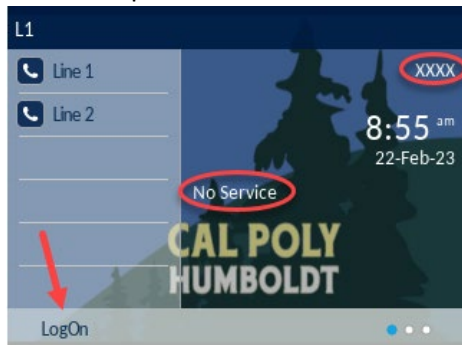 L1
Line 1
XXXX
Line 2
8:55 am
22-Feb-23
No Service
CAL POLY
HUMBOLDT
LogOn